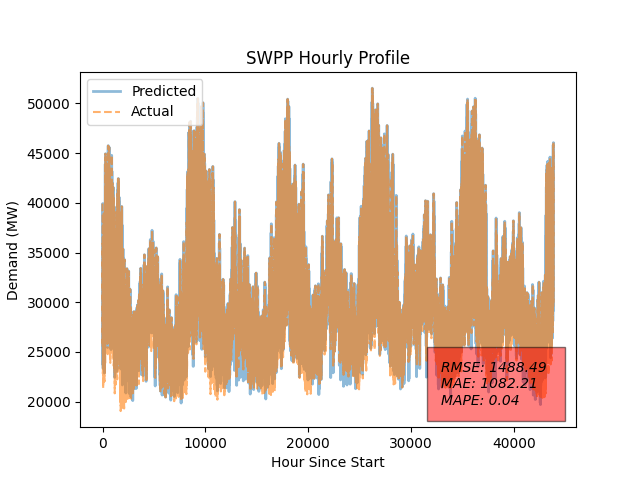 SWPP Hourly Profile
Predicted
Actual
50000
45000
40000
35000
30000
25000
20000
Demand (MW)
RMSE: 1488.49
MAE: 1082.21
MAPE: 0.04
0
10000
20000
30000
40000
Hour Since Start